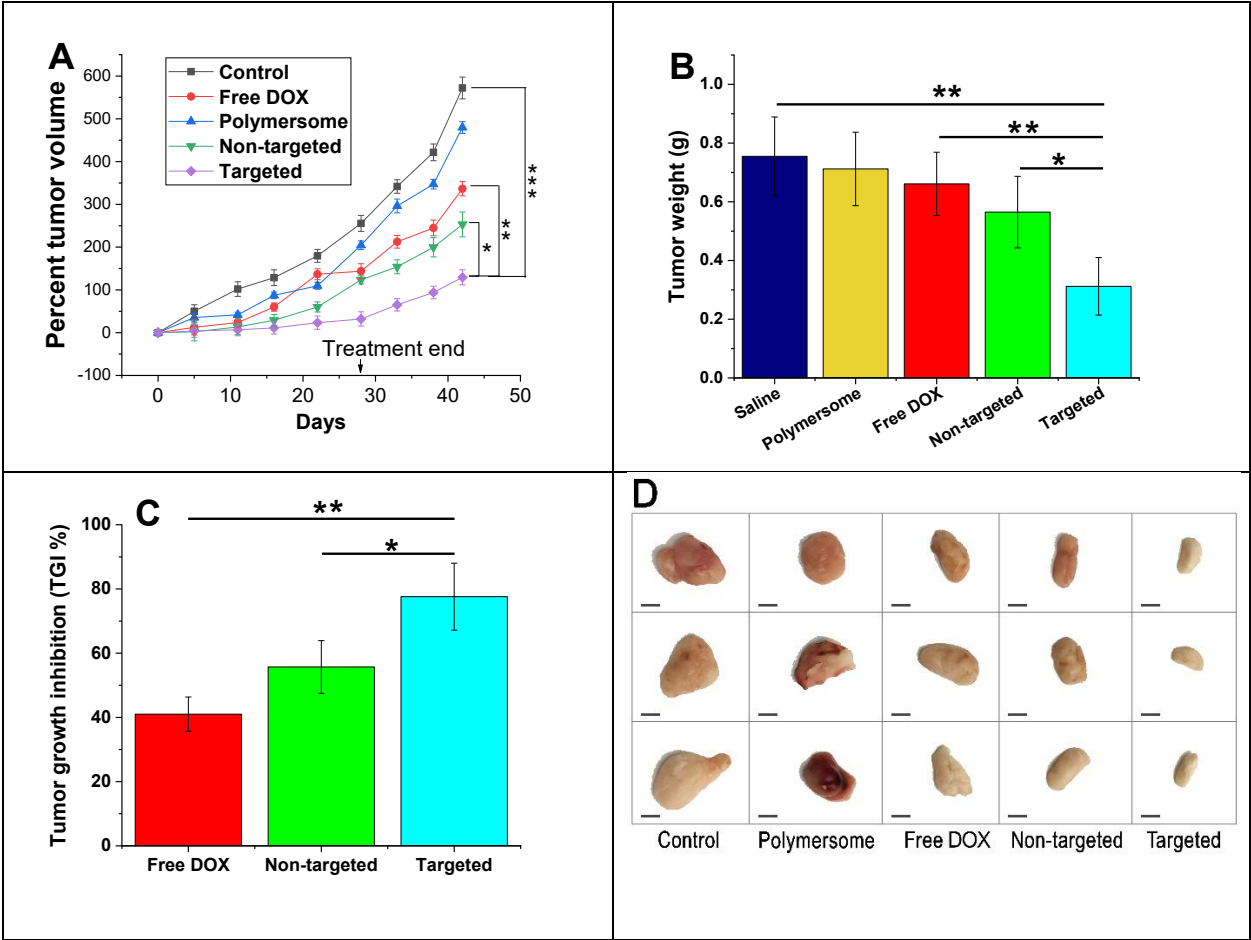 A
Percent tumor volume
600
500
400
300
200
100
0
-100
Control
Free DOX
Polymersome
Non-targeted
Targeted
***
**
*
Treatment end
0 10 20 30 40 50
Days
B
Tumor weight (g)
1.0
0.8
0.6
0.4
0.2
0.0
**
**
*
Saline Polymersome Free DOX Non-targeted Targeted
C
Tumor growth inhibition (TGI %)
100
80
60
40
20
0
**
*
Free DOX Non-targeted Targeted
D
Control Polymersome Free DOX Non-targeted Targeted